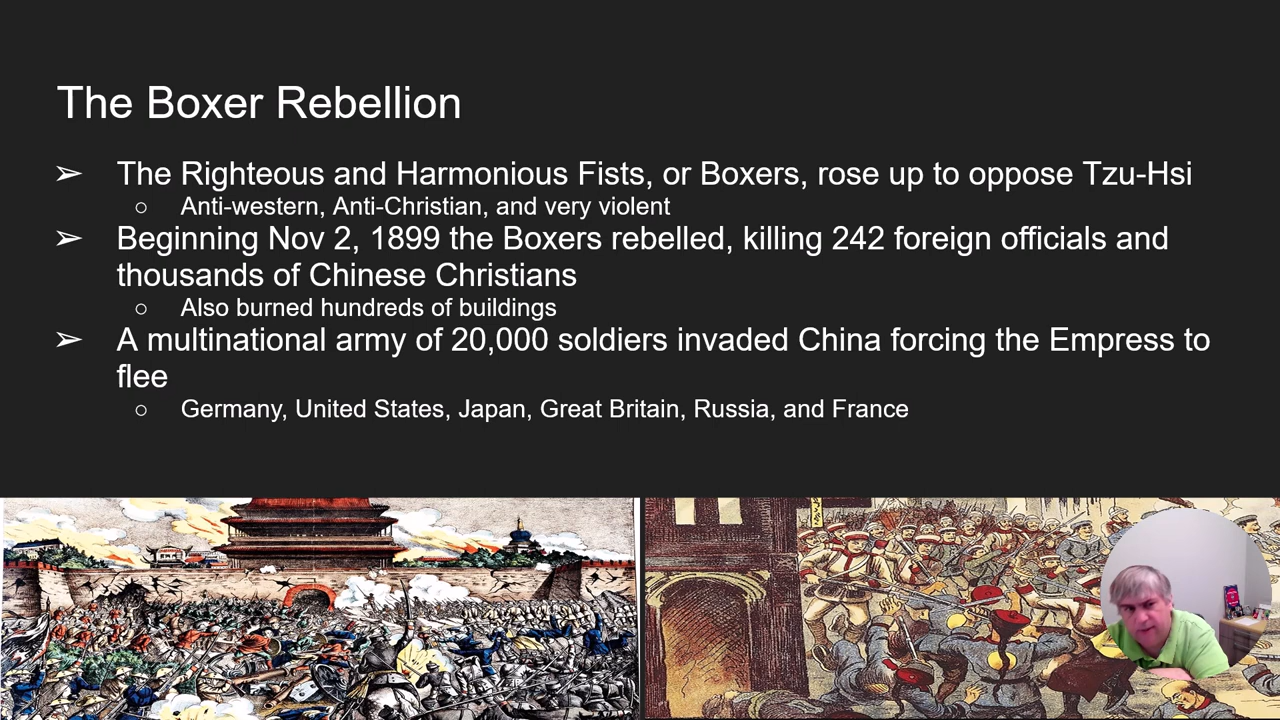 The Boxer Rebellion
➢ The Righteous and Harmonious Fists, or Boxers, rose up to oppose Tzu-Hsi
○ Anti-western, Anti-Christian, and very violent
➢ Beginning Nov 2, 1899 the Boxers rebelled, killing 242 foreign officials and
thousands of Chinese Christians
○ Also burned hundreds of buildings
➢ A multinational army of 20,000 soldiers invaded China forcing the Empress to
flee
○ Germany, United States, Japan, Great Britain, Russia, and France